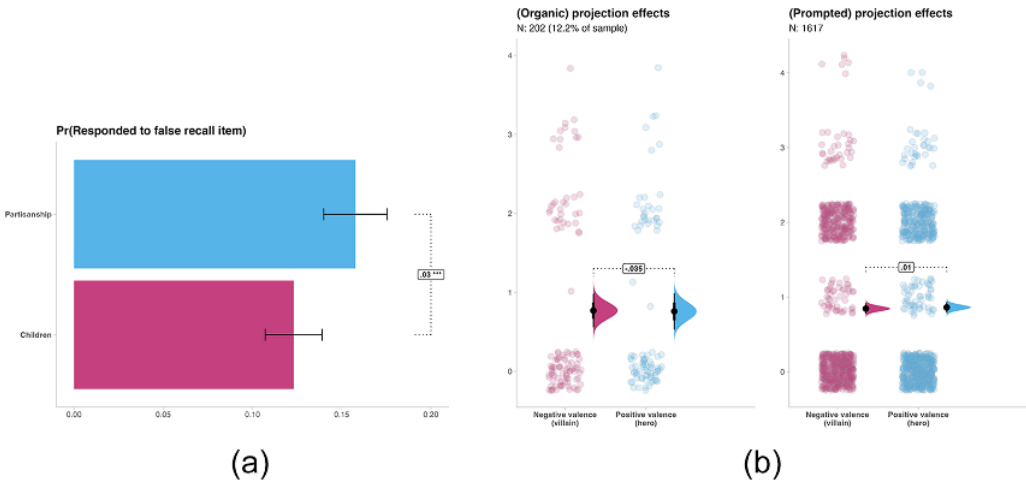 Pr(Responded to false recall item)
Partisanship
Children
.03 ***
0.00 0.05 0.10 0.15 0.20
(a)
(Organic) projection effects
N: 202 (12.2% of sample)
4
3
2
1
0
-.035
Negative valence
(villain)
Positive valence
(hero)
(Prompted) projection effects
N: 1617
4
3
2
1
0
.01
Negative valence
(villain)
Positive valence
(hero)
(b)